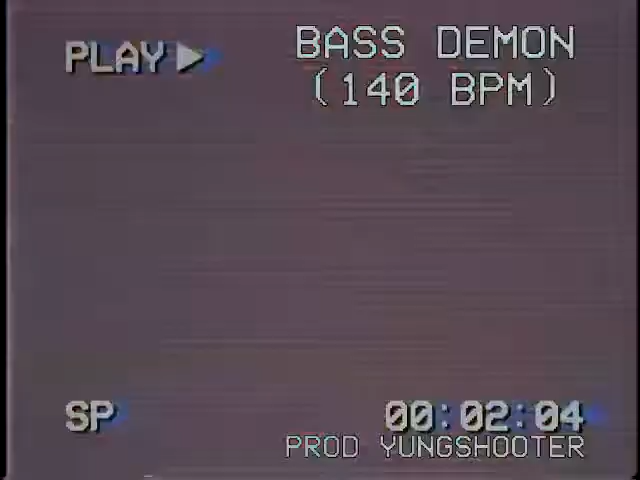 PLAY ▶
BASS DEMON
(140 BPM)
SP
00:02:04
PROD YUNGSHOOTER